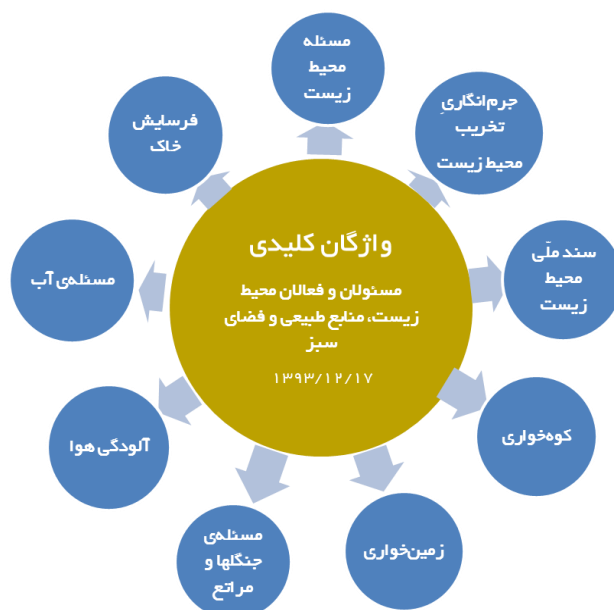 واژگان کلیدی
مسئولان و فعالان محیط
زیست، منابع طبیعی و فضای
سبز
۱۳۹۳/۱۲/۱۷
مسئله
محیط
زیست
جرم‌انگاریِ
تخریب
محیط زیست
سند ملّی
محیط
زیست
کوه‌خواری
زمین‌خواری
مسئله‌ی
جنگلها و
مراتع
آلودگی هوا
مسئله‌ی آب
فرسایش
خاک